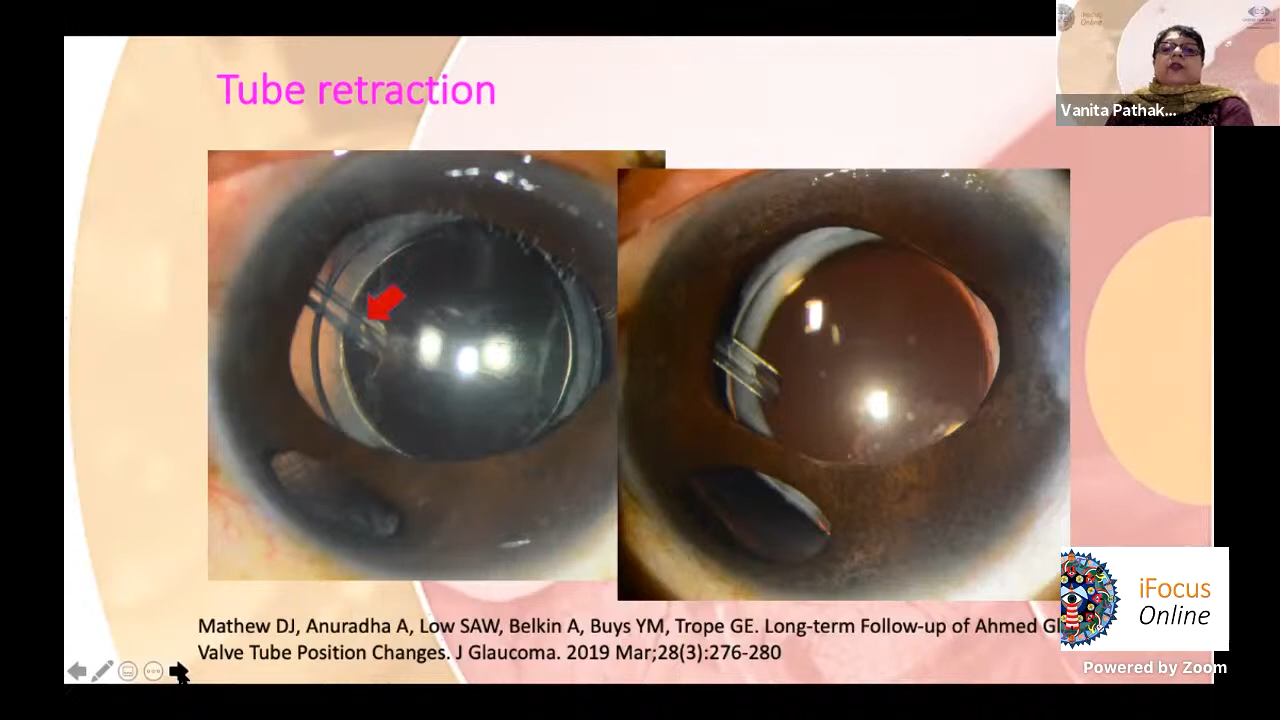 Tube retraction
Vanita Pathak...
Mathew DJ, Anuradha A, Low SAW, Belkin A, Buys YM, Trope GE. Long-term Follow-up of Ahmed
Valve Tube Position Changes. J Glaucoma. 2019 Mar;28(3):276-280
iFocus
Online
Powered by Zoom